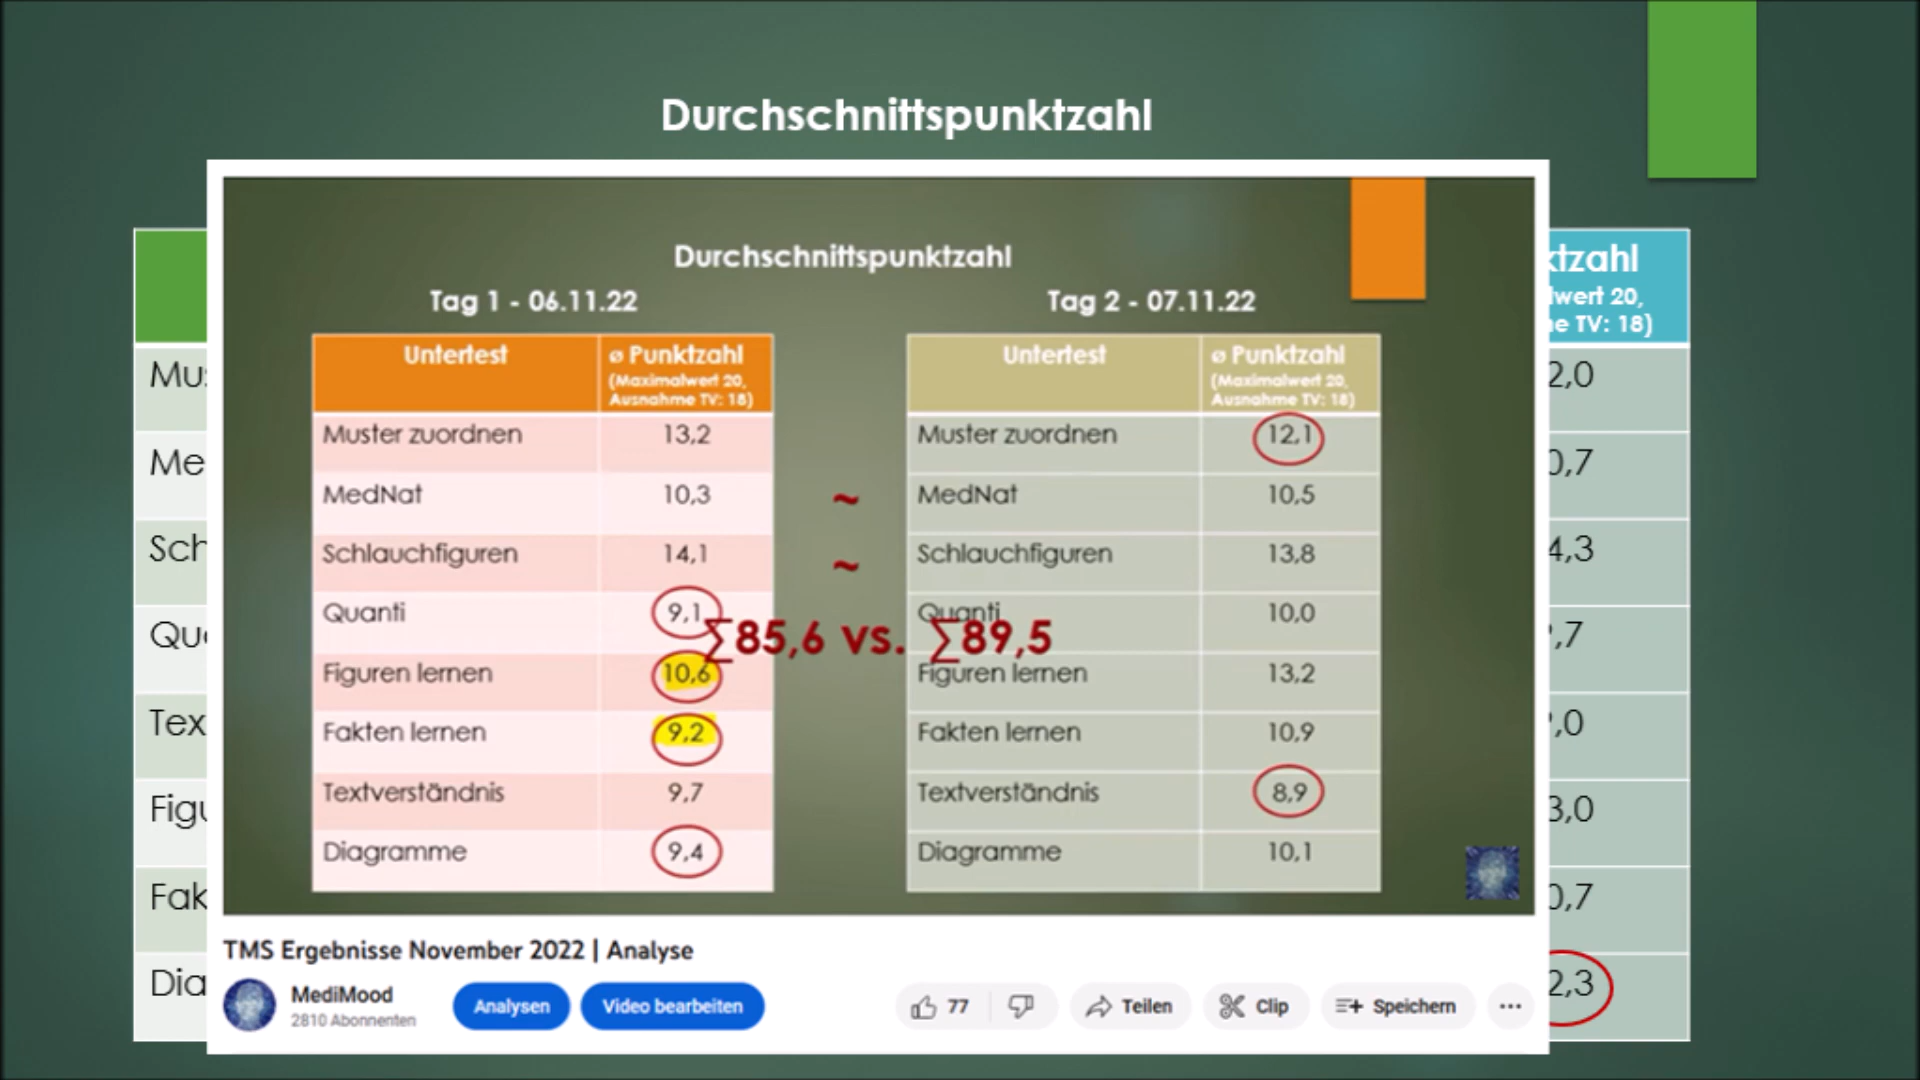 Durchschnittspunktzahl
Durchschnittspunktzahl
Tag 1 - 06.11.22
Tag 2 - 07.11.22
Untertest ø Punktzahl
(Maximalwert 20,
Ausnahme TV: 18)
Muster zuordnen 13,2
MedNat 10,3
Schlauchfiguren 14,1
Quanti 9,1
Figuren lernen 10,6
Fakten lernen 9,2
Textverständnis 9,7
Diagramme 9,4
~
~
∑85,6 vs. ∑89,5
Untertest ø Punktzahl
(Maximalwert 20,
Ausnahme TV: 18)
Muster zuordnen 12,1
MedNat 10,5
Schlauchfiguren 13,8
Quanti 10,0
Figuren lernen 13,2
Fakten lernen 10,9
Textverständnis 8,9
Diagramme 10,1
TMS Ergebnisse November 2022 | Analyse
MediMood
2810 Abonnenten
Analysen
Video bearbeiten
77
Teilen
Clip
Speichern
20,
TV: 18)